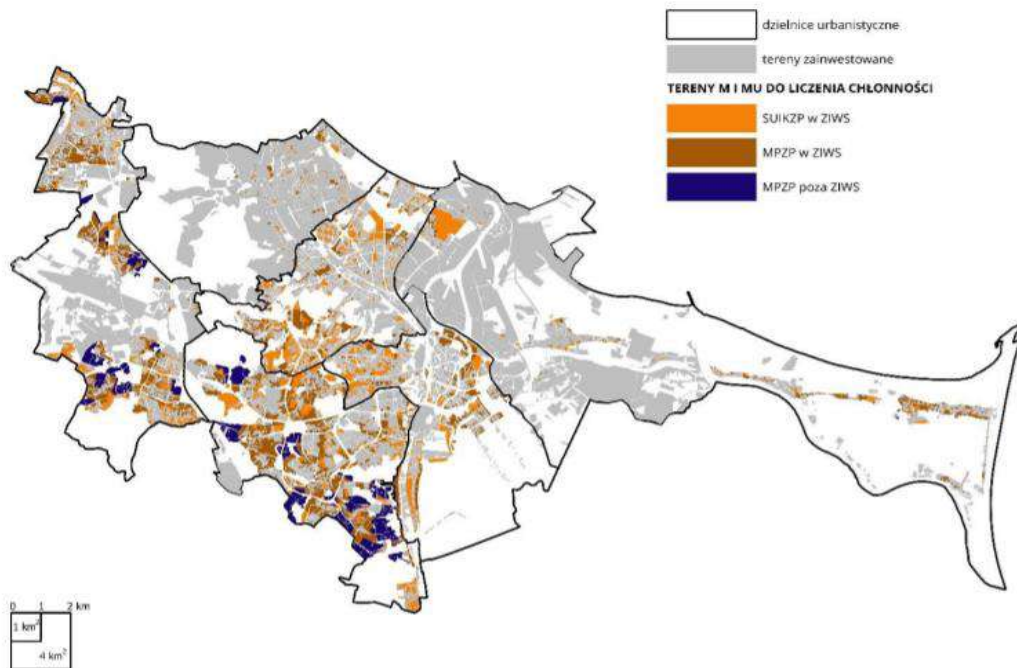 dzielnice urbanistyczne
tereny zainwestowane
TERENY M I MU DO LICZENIA CHŁONNOŚCI
SUIKZP w ZIWS
MPZP w ZIWS
MPZP poza ZIWS
0 1 2 km
1 km²
4 km²